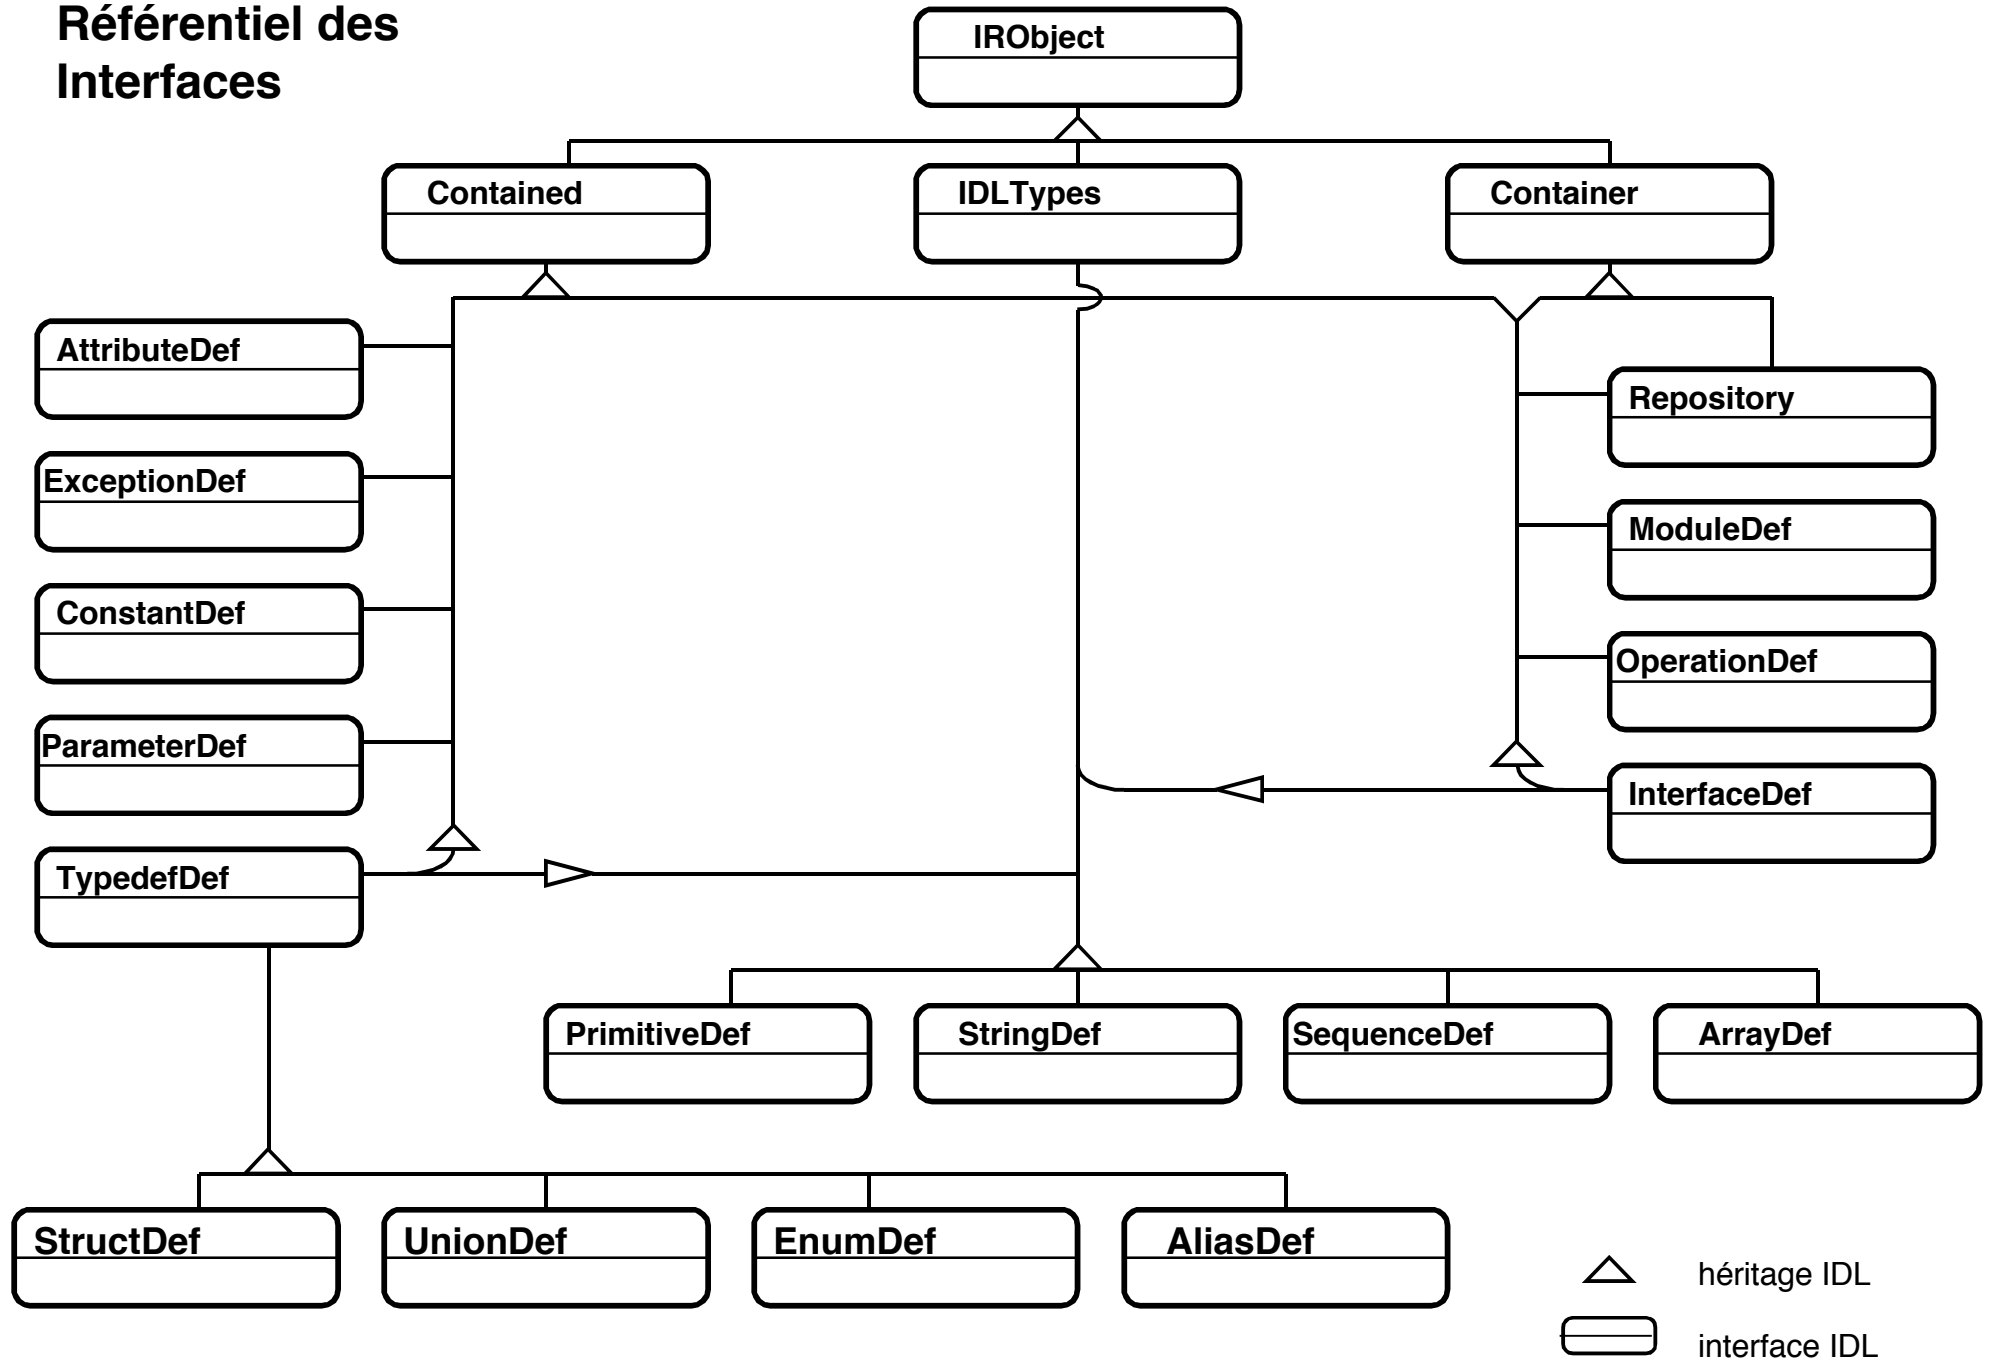 Référentiel des
Interfaces
IRObject
Contained
IDLTypes
Container
AttributeDef
ExceptionDef
ConstantDef
ParameterDef
TypedefDef
Repository
ModuleDef
OperationDef
InterfaceDef
PrimitiveDef
StringDef
SequenceDef
ArrayDef
StructDef
UnionDef
EnumDef
AliasDef
héritage IDL
interface IDL